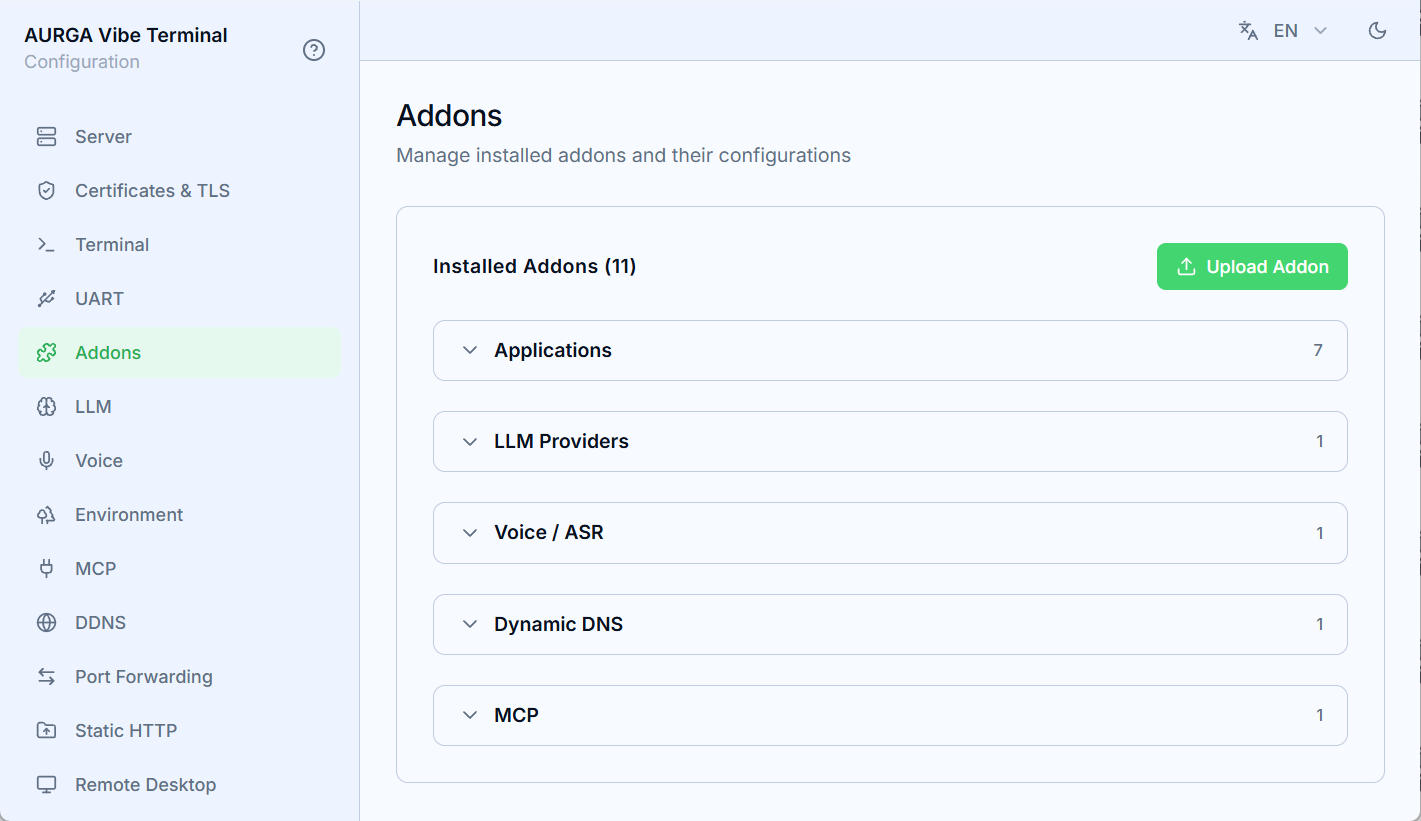 AURGA Vibe Terminal
Configuration
EN
Server
Certificates & TLS
Terminal
UART
Addons
LLM
Voice
Environment
MCP
DDNS
Port Forwarding
Static HTTP
Remote Desktop
Addons
Manage installed addons and their configurations
Installed Addons (11)
Upload Addon
Applications 7
LLM Providers 1
Voice / ASR 1
Dynamic DNS 1
MCP 1